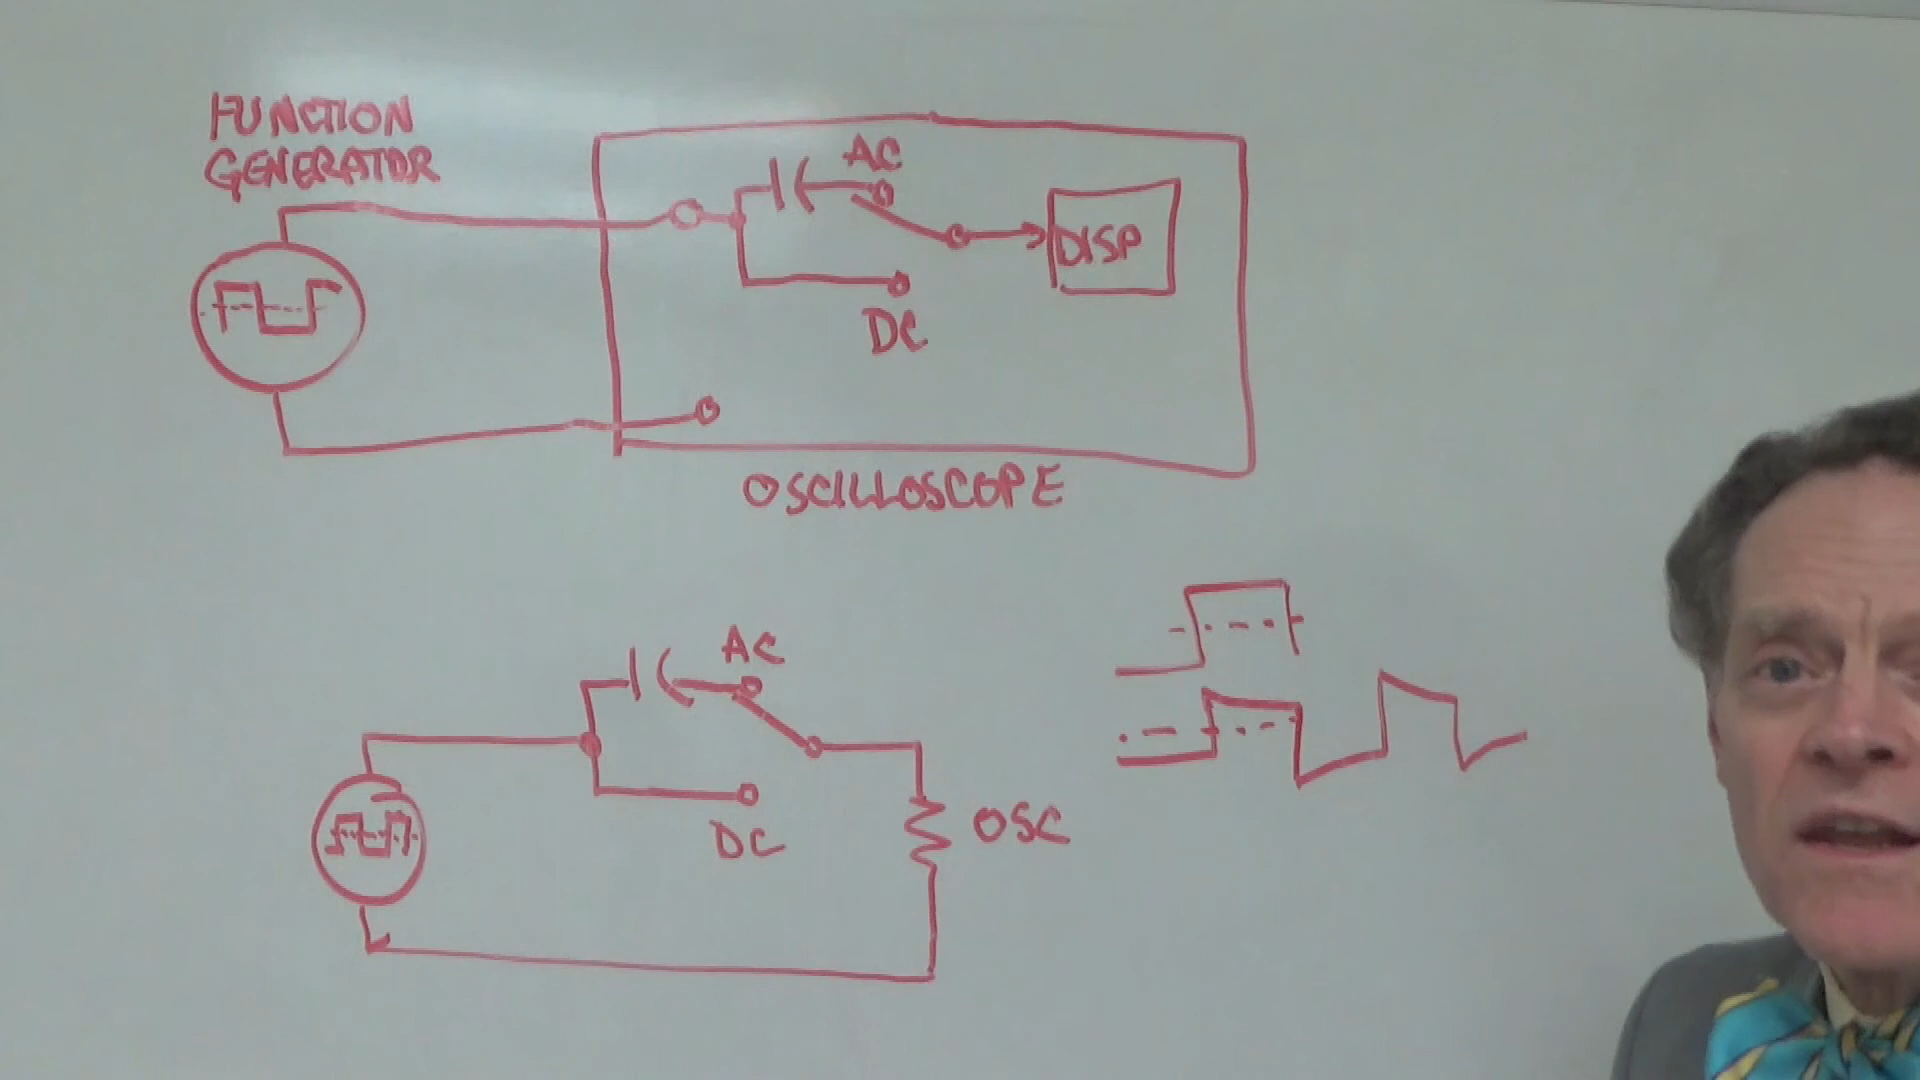 FUNCTION
GENERATOR
AC
DISP
DC
OSCILLOSCOPE
AC
DC
OSC